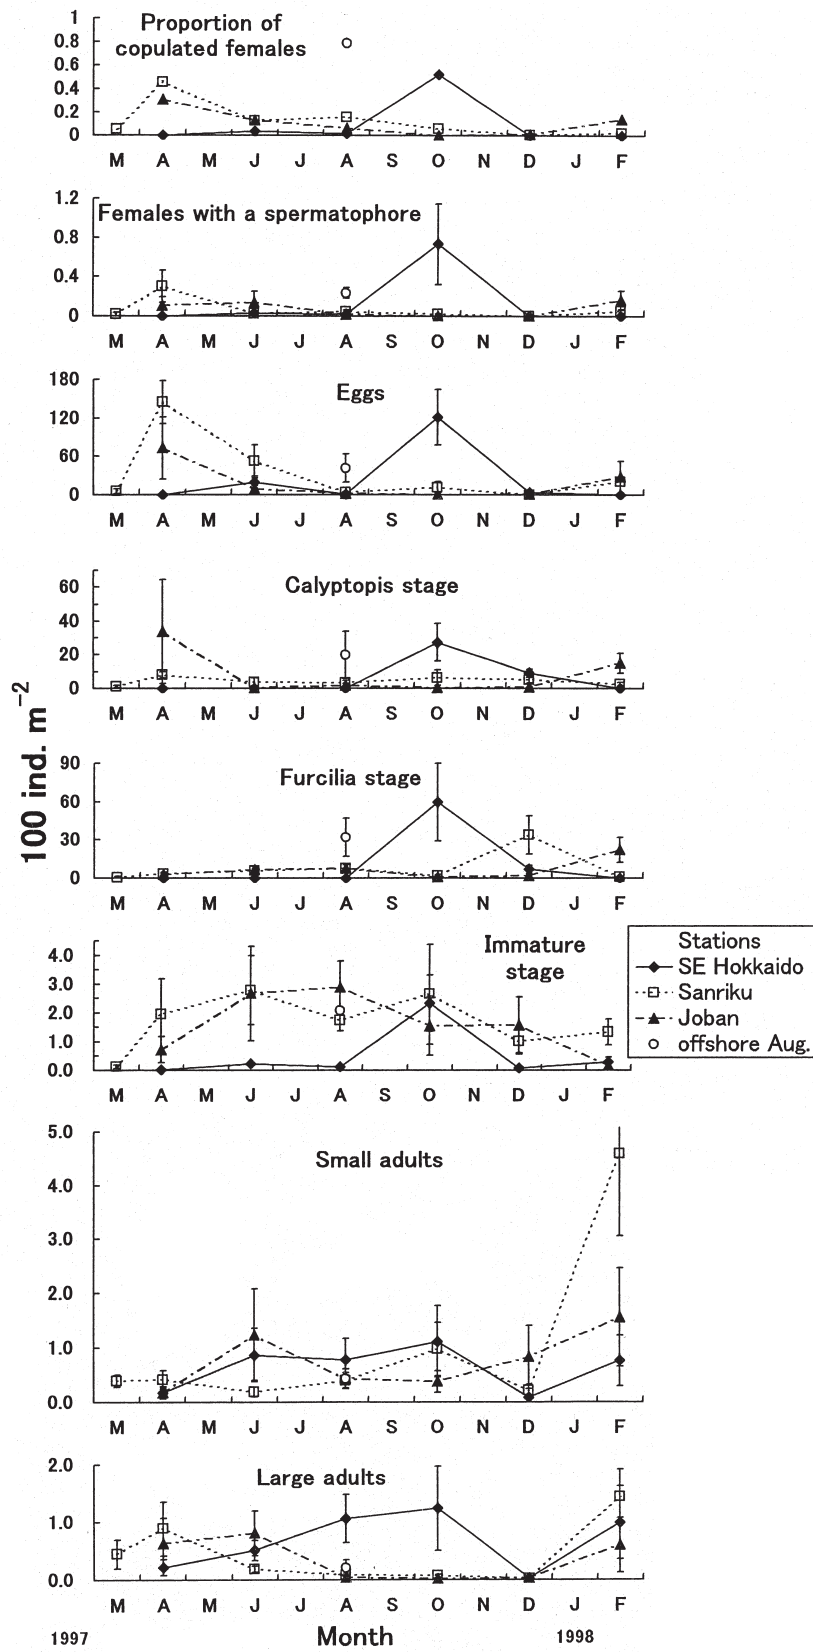 1
Proportion of
copulated females
0.8
0.6
0.4
0.2
0
M A M J J A S O N D J F
1.2
Females with a spermatophore
0.8
0.4
0
M A M J J A S O N D J F
180
Eggs
120
60
0
M A M J J A S O N D J F
60
Calyptopis stage
40
20
0
M A M J J A S O N D J F
100 ind. m⁻²
90
Furcilia stage
60
30
0
M A M J J A S O N D J F
Immature
stage
4.0
3.0
2.0
1.0
0.0
M A M J J A S O N D J F
Stations
SE Hokkaido
Sanriku
Joban
offshore Aug.
5.0
Small adults
4.0
3.0
2.0
1.0
0.0
M A M J J A S O N D J F
2.0
Large adults
1.0
0.0
M A M J J A S O N D J F
1997 Month 1998